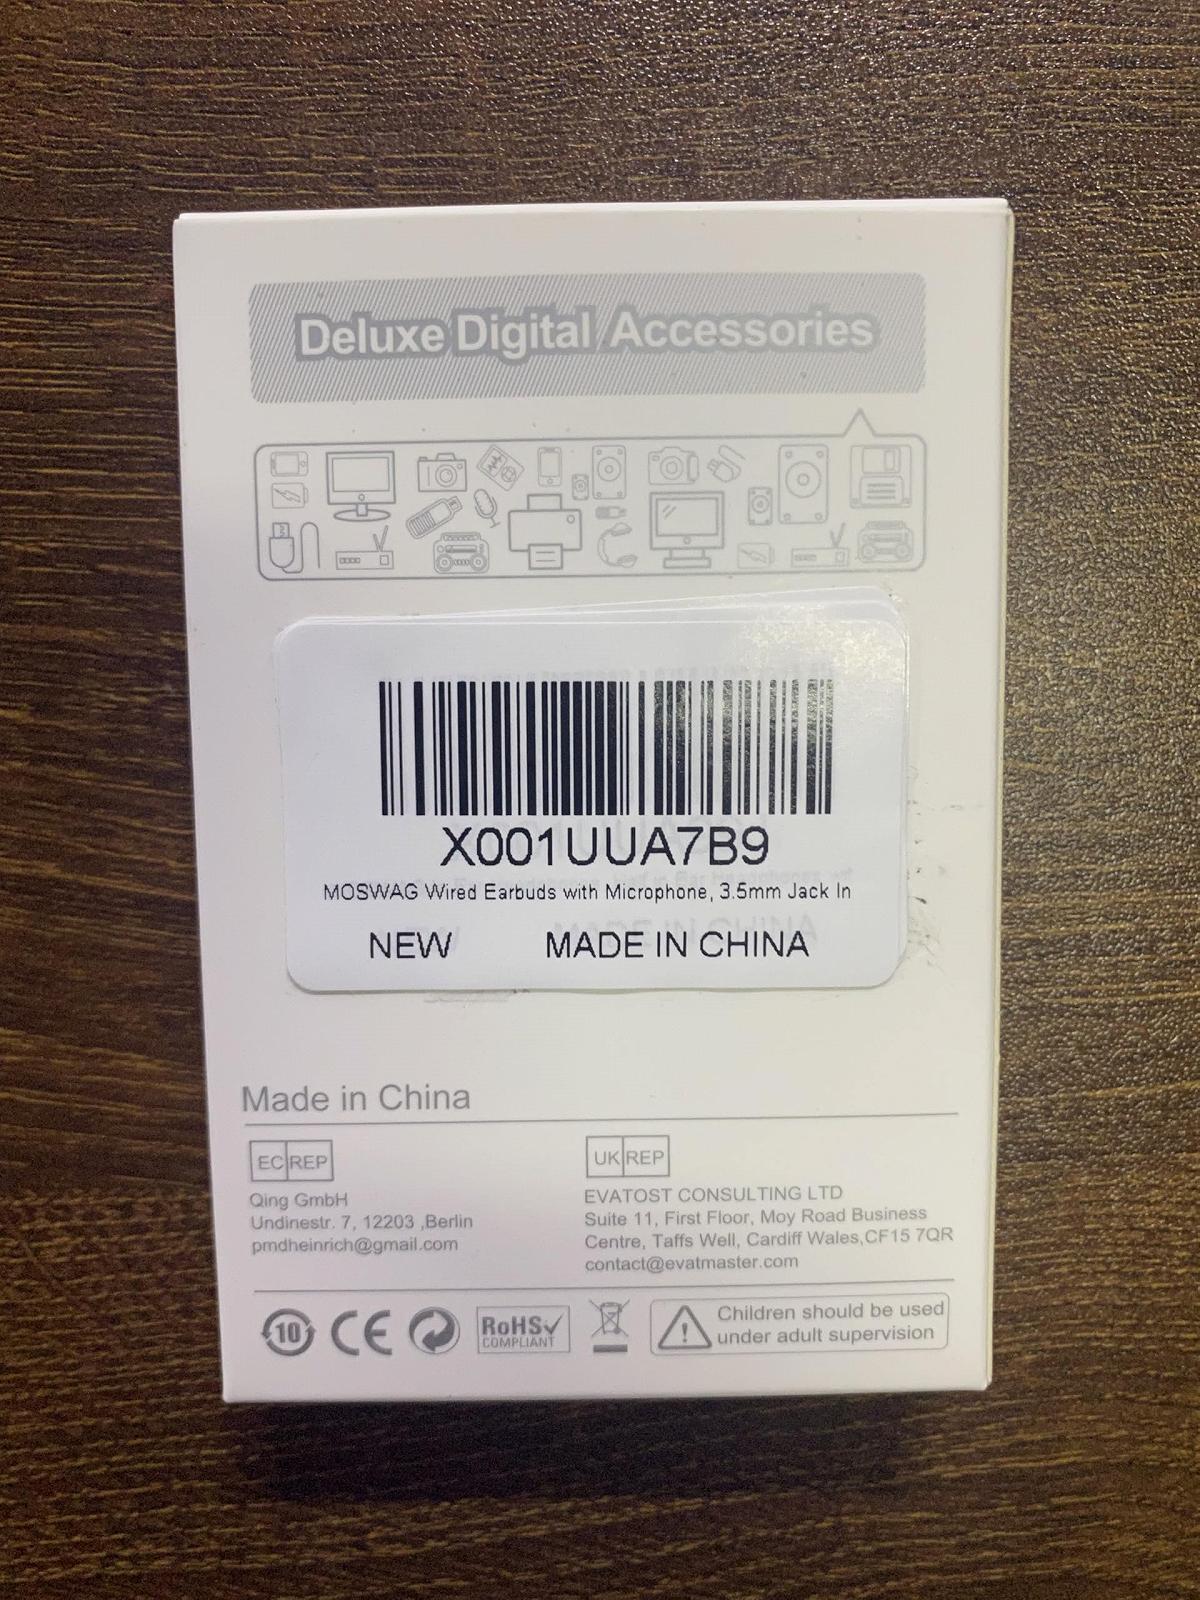 Deluxe Digital Accessories
X001UUA7B9
MOSWAG Wired Earbuds with Microphone, 3.5mm Jack In
NEW MADE IN CHINA
Made in China
EC REP
Qing GmbH
Undinestr. 7, 12203 ,Berlin
pmdheinrich@gmail.com
UK REP
EVATOST CONSULTING LTD
Suite 11, First Floor, Moy Road Business
Centre, Taffs Well, Cardiff Wales,CF15 7QR
contact@evatmaster.com
10
CE
RoHS
COMPLIANT
Children should be used
under adult supervision